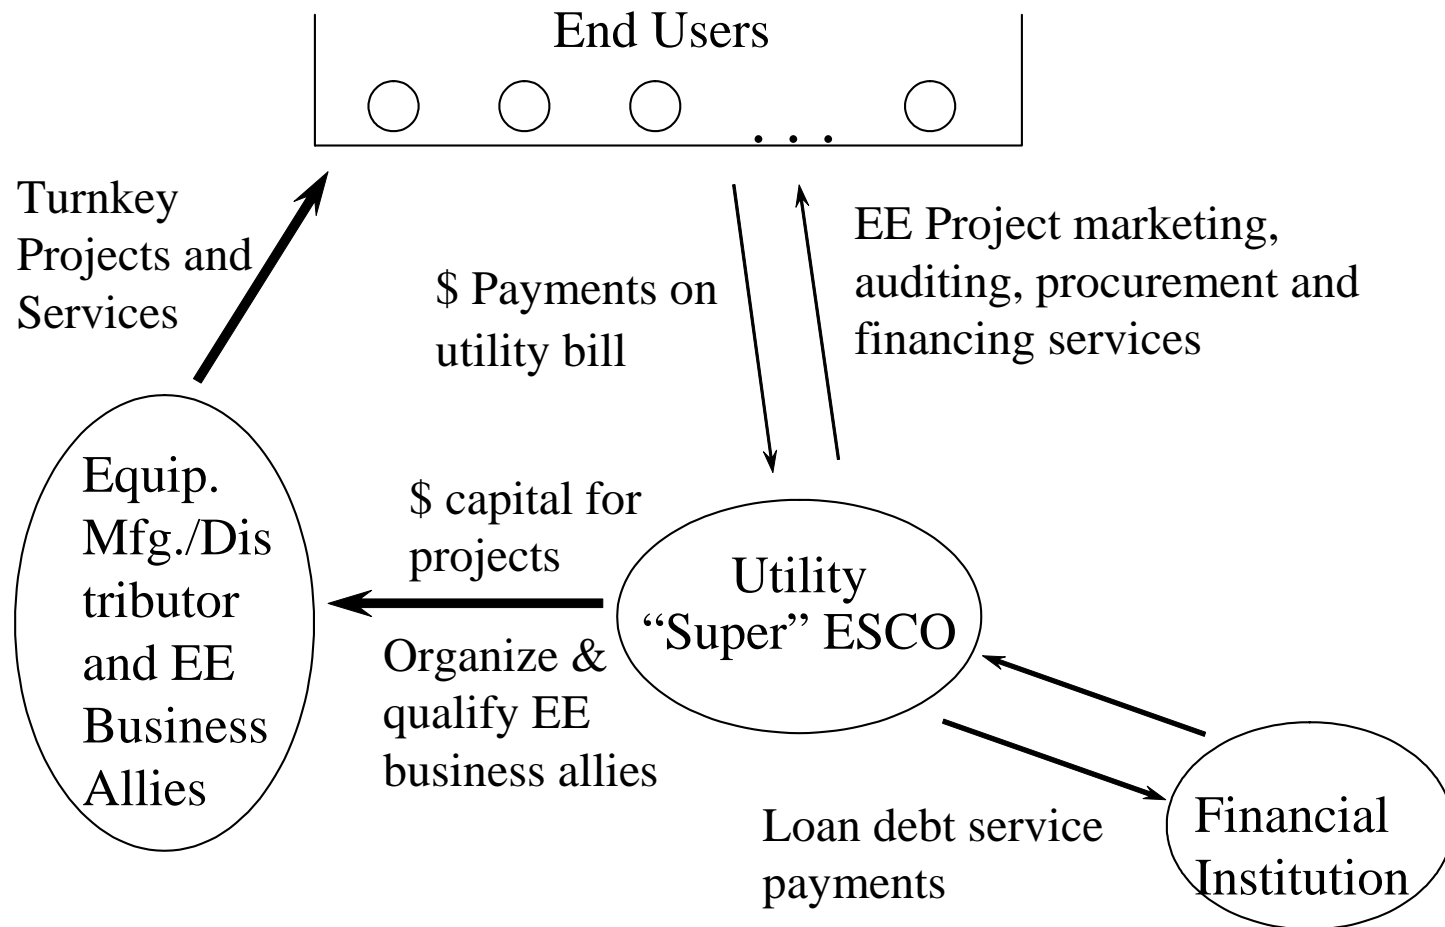 End Users
. . .
Turnkey
Projects and
Services
$ Payments on
utility bill
EE Project marketing,
auditing, procurement and
financing services
Equip.
Mfg./Dis
tributor
and EE
Business
Allies
$ capital for
projects
Organize &
qualify EE
business allies
Utility
“Super” ESCO
Loan debt service
payments
Financial
Institution